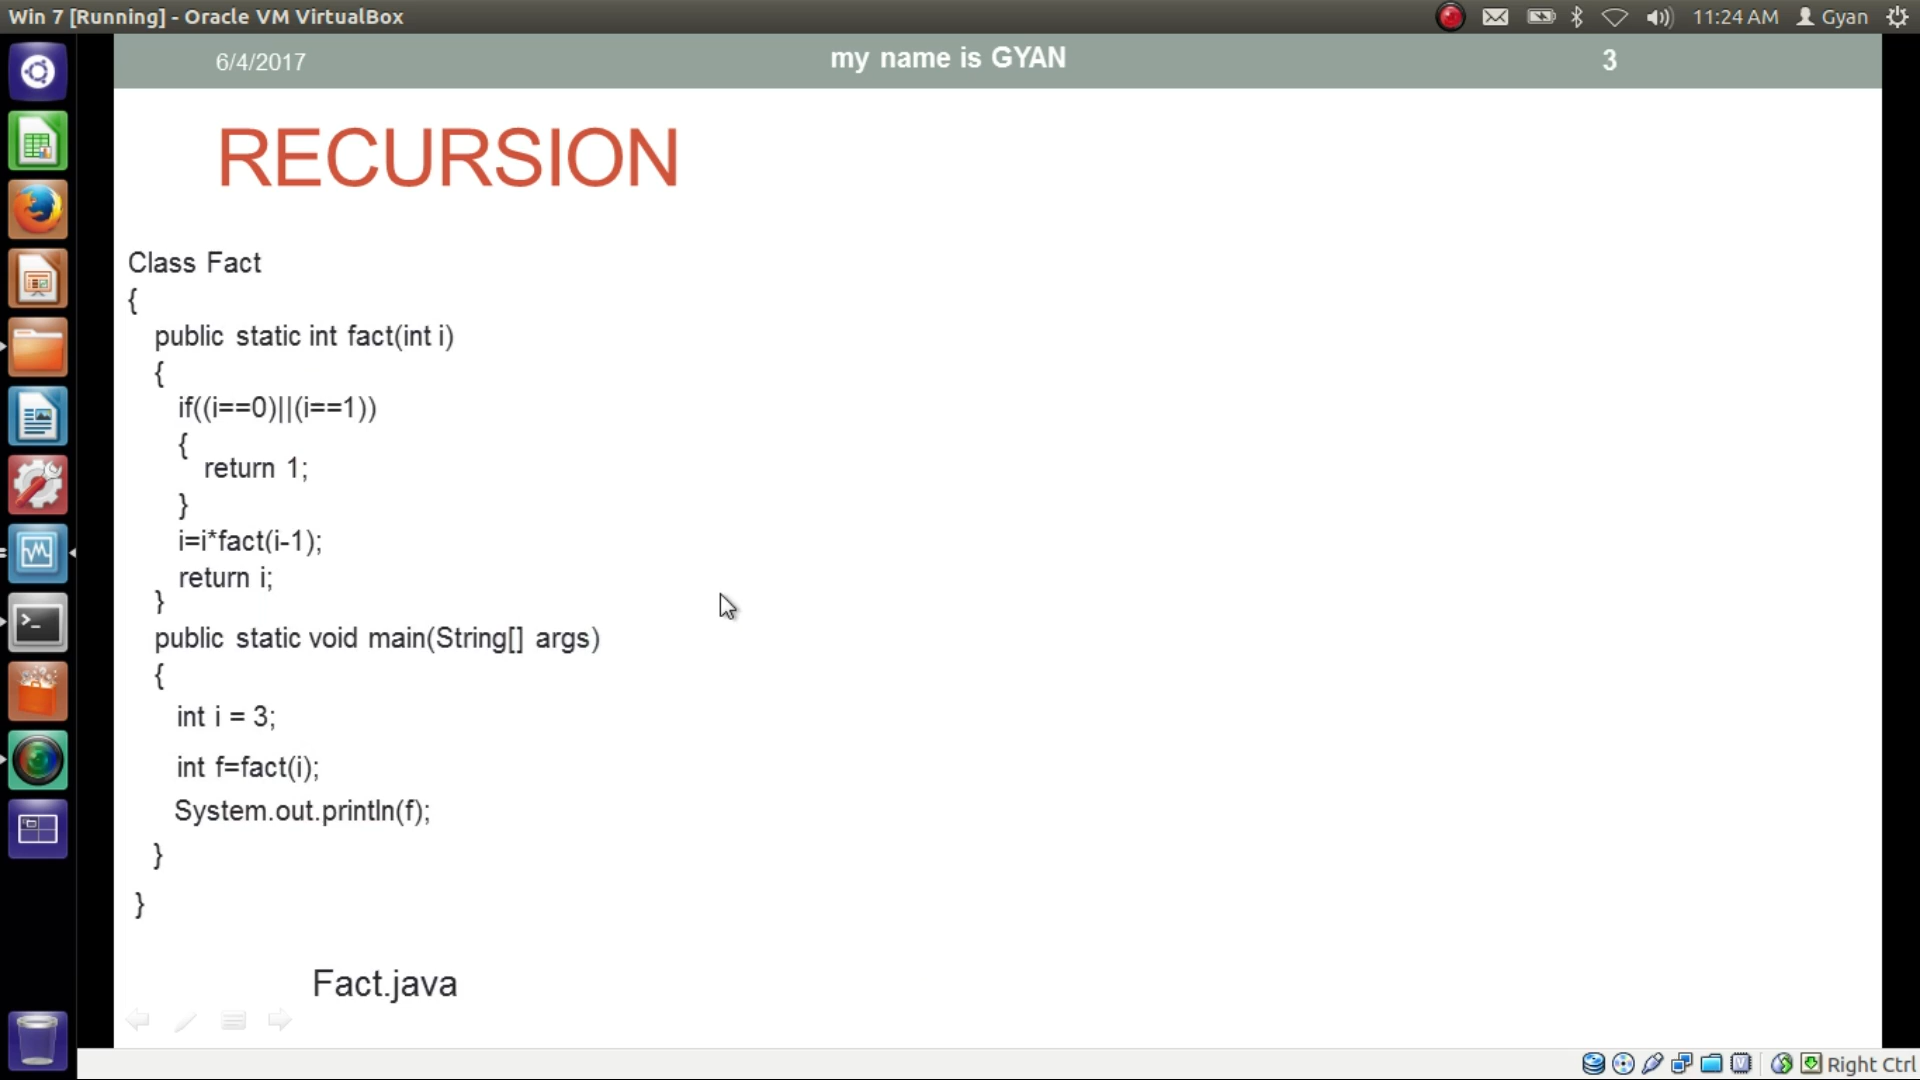 Win 7 [Running] - Oracle VM VirtualBox
11:24 AM Gyan
6/4/2017
my name is GYAN
3
RECURSION
Class Fact
{
public static int fact(int i)
{
if((i==0)||(i==1))
{
return 1;
}
i=i*fact(i-1);
return i;
}
public static void main(String[] args)
{
int i = 3;
int f=fact(i);
System.out.println(f);
}
}
Fact.java
Right Ctrl